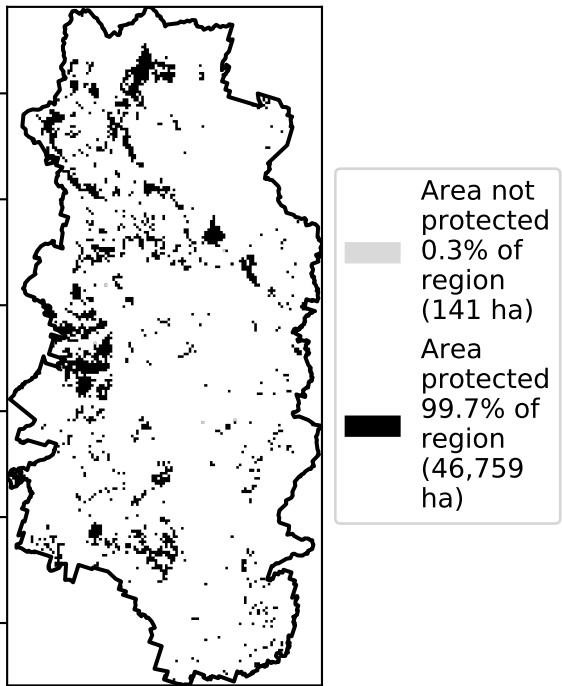 Area not
protected
0.3% of
region
(141 ha)
Area
protected
99.7% of
region
(46,759
ha)